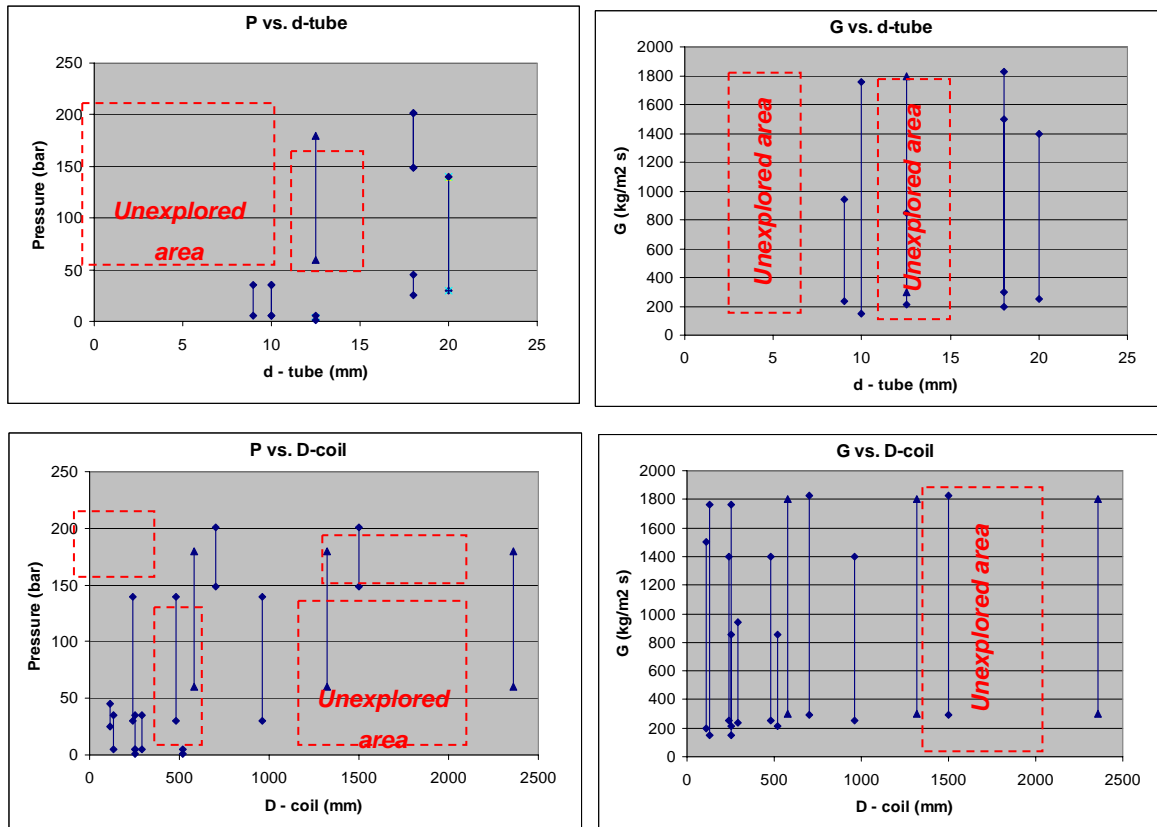 P vs. d-tube
250
200
150
100
50
0
Pressure (bar)
Unexplored
area
0 5 10 15 20 25
d - tube (mm)
G vs. d-tube
2000
1800
1600
1400
1200
1000
800
600
400
200
0
G (kg/m2 s)
Unexplored area
Unexplored area
0 5 10 15 20 25
d - tube (mm)
P vs. D-coil
250
200
150
100
50
0
Pressure (bar)
Unexplored
area
0 500 1000 1500 2000 2500
D - coil (mm)
G vs. D-coil
2000
1800
1600
1400
1200
1000
800
600
400
200
0
G (kg/m2 s)
Unexplored area
0 500 1000 1500 2000 2500
D - coil (mm)